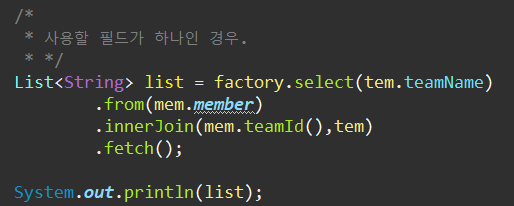 /*
* 사용할 필드가 하나인 경우.
* */
List<String> list = factory.select(tem.teamName)
.from(mem.member)
.innerJoin(mem.teamId(),tem)
.fetch();
System.out.println(list);